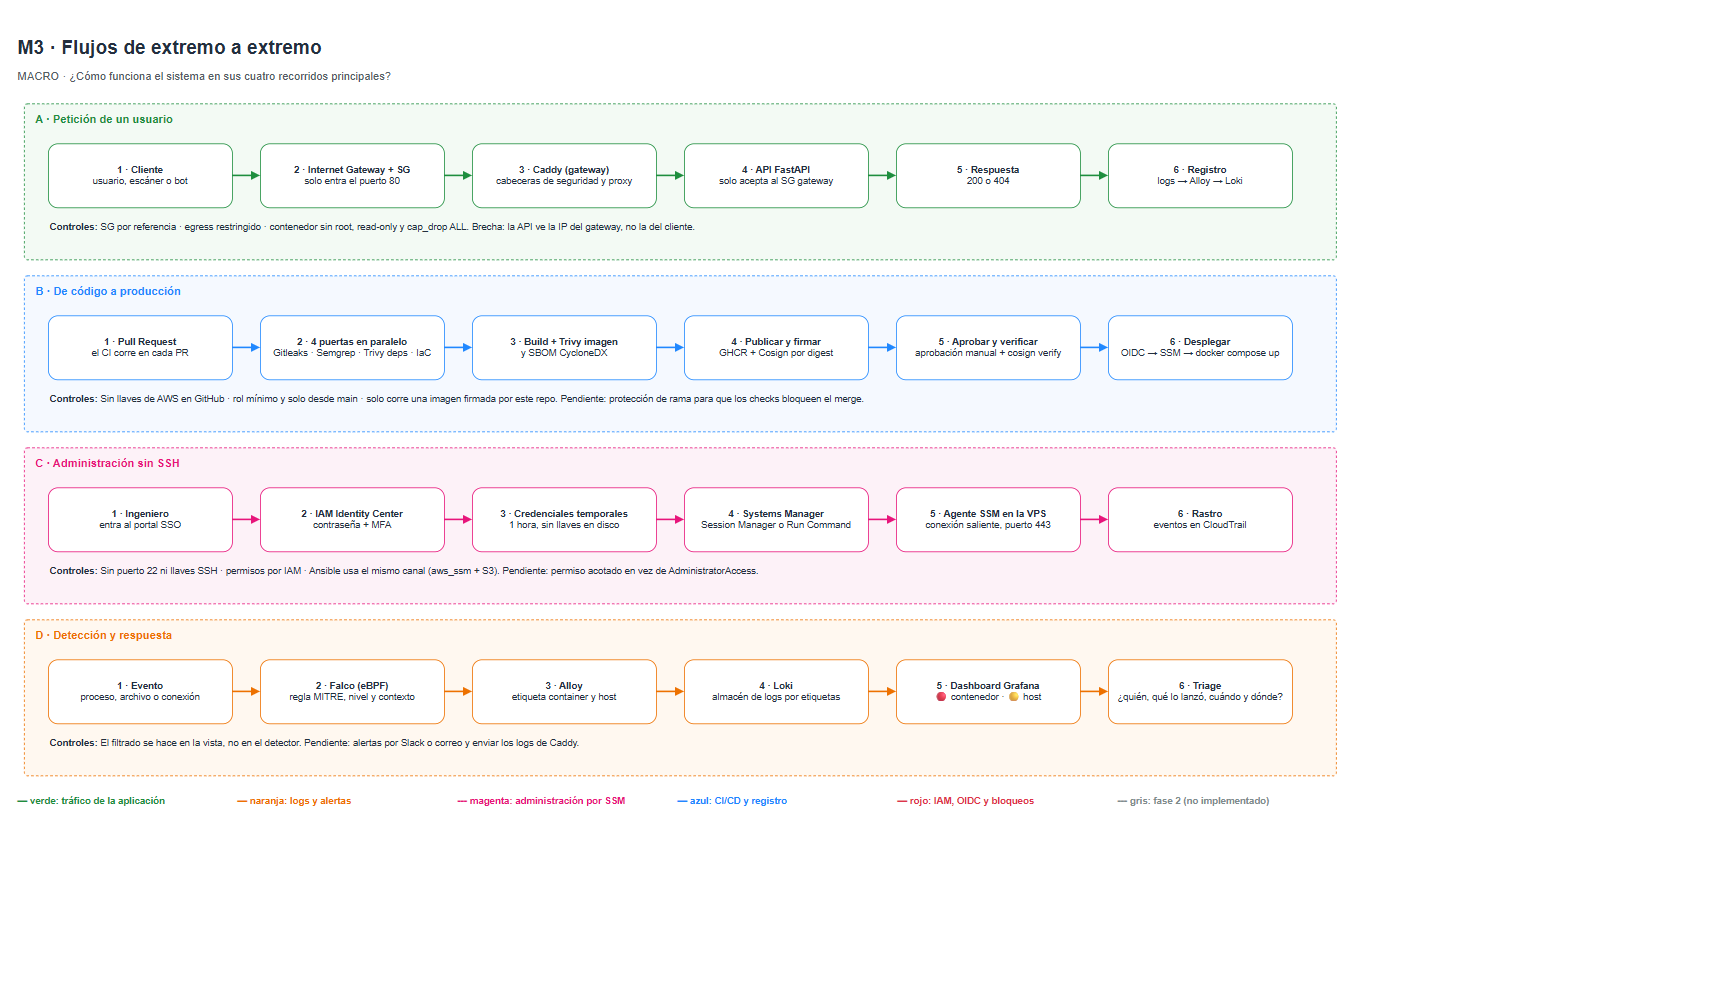 M3 · Flujos de extremo a extremo
MACRO · ¿Cómo funciona el sistema en sus cuatro recorridos principales?
A · Petición de un usuario
1 · Cliente
usuario, escáner o bot
2 · Internet Gateway + SG
solo entra el puerto 80
3 · Caddy (gateway)
cabeceras de seguridad y proxy
4 · API FastAPI
solo acepta al SG gateway
5 · Respuesta
200 o 404
6 · Registro
logs → Alloy → Loki
Controles: SG por referencia · egress restringido · contenedor sin root, read-only y cap_drop ALL. Brecha: la API ve la IP del gateway, no la del cliente.
B · De código a producción
1 · Pull Request
el CI corre en cada PR
2 · 4 puertas en paralelo
Gitleaks · Semgrep · Trivy deps · IaC
3 · Build + Trivy imagen
y SBOM CycloneDX
4 · Publicar y firmar
GHCR + Cosign por digest
5 · Aprobar y verificar
aprobación manual + cosign verify
6 · Desplegar
OIDC → SSM → docker compose up
Controles: Sin llaves de AWS en GitHub · rol mínimo y solo desde main · solo corre una imagen firmada por este repo. Pendiente: protección de rama para que los checks bloqueen el merge.
C · Administración sin SSH
1 · Ingeniero
entra al portal SSO
2 · IAM Identity Center
contraseña + MFA
3 · Credenciales temporales
1 hora, sin llaves en disco
4 · Systems Manager
Session Manager o Run Command
5 · Agente SSM en la VPS
conexión saliente, puerto 443
6 · Rastro
eventos en CloudTrail
Controles: Sin puerto 22 ni llaves SSH · permisos por IAM · Ansible usa el mismo canal (aws_ssm + S3). Pendiente: permiso acotado en vez de AdministratorAccess.
D · Detección y respuesta
1 · Evento
proceso, archivo o conexión
2 · Falco (eBPF)
regla MITRE, nivel y contexto
3 · Alloy
etiqueta container y host
4 · Loki
almacén de logs por etiquetas
5 · Dashboard Grafana
🔴 contenedor · 🟡 host
6 · Triage
¿quién, qué lo lanzó, cuándo y dónde?
Controles: El filtrado se hace en la vista, no en el detector. Pendiente: alertas por Slack o correo y enviar los logs de Caddy.
— verde: tráfico de la aplicación
— naranja: logs y alertas
— magenta: administración por SSM
— azul: CI/CD y registro
— rojo: IAM, OIDC y bloqueos
— gris: fase 2 (no implementado)